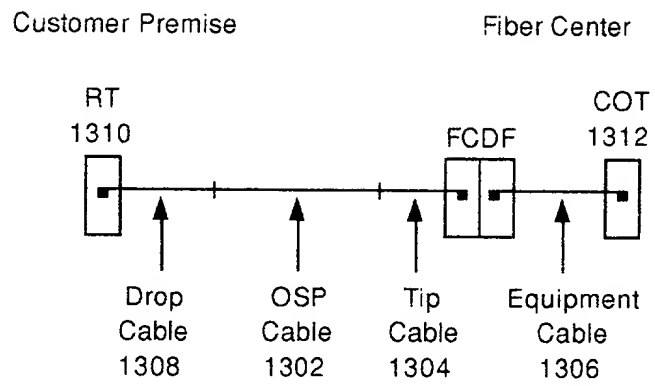 Customer Premise
Fiber Center
RT
1310
FCDF
COT
1312
Drop
Cable
1308
OSP
Cable
1302
Tip
Cable
1304
Equipment
Cable
1306